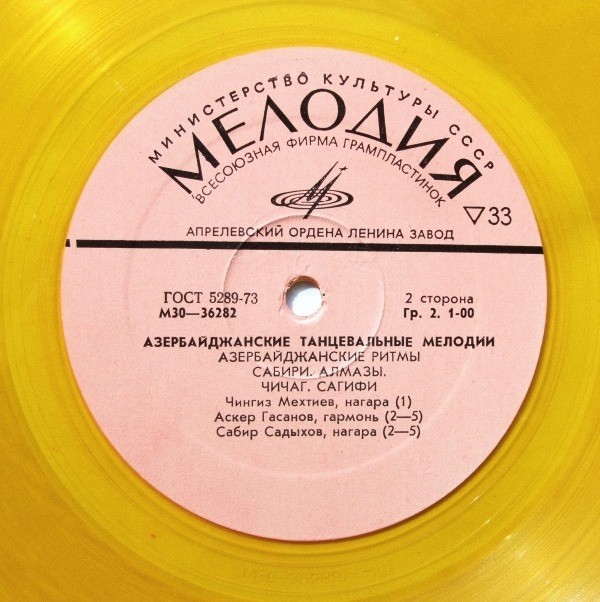 МИНИСТЕРСТВО КУЛЬТУРЫ СССР
МЕЛОДИЯ
ВСЕСОЮЗНАЯ ФИРМА ГРАМПЛАСТИНОК
▽33
АПРЕЛЕВСКИЙ ОРДЕНА ЛЕНИНА ЗАВОД
ГОСТ 5289-73 2 сторона
М30—36282 Гр. 2. 1-00
АЗЕРБАЙДЖАНСКИЕ ТАНЦЕВАЛЬНЫЕ МЕЛОДИИ
АЗЕРБАЙДЖАНСКИЕ РИТМЫ
САБИРИ. АЛМАЗЫ.
ЧИЧАГ. САГИФИ
Чингиз Мехтиев, нагара (1)
Аскер Гасанов, гармонь (2—5)
Сабир Садыхов, нагара (2—5)